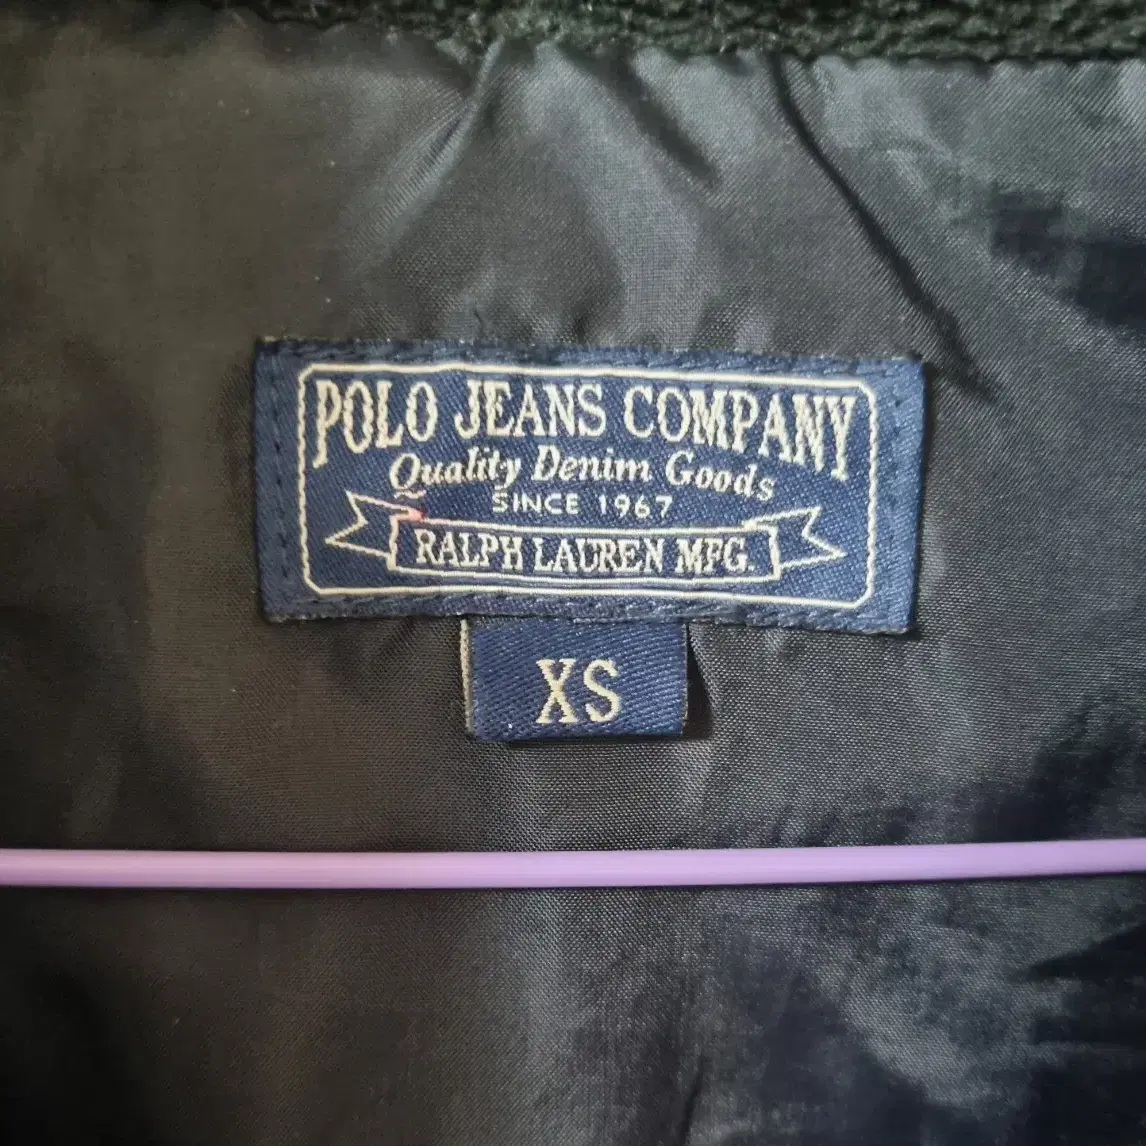 POLO JEANS COMPANY
Quality Denim Goods
SINCE 1967
RALPH LAUREN MFG.
XS